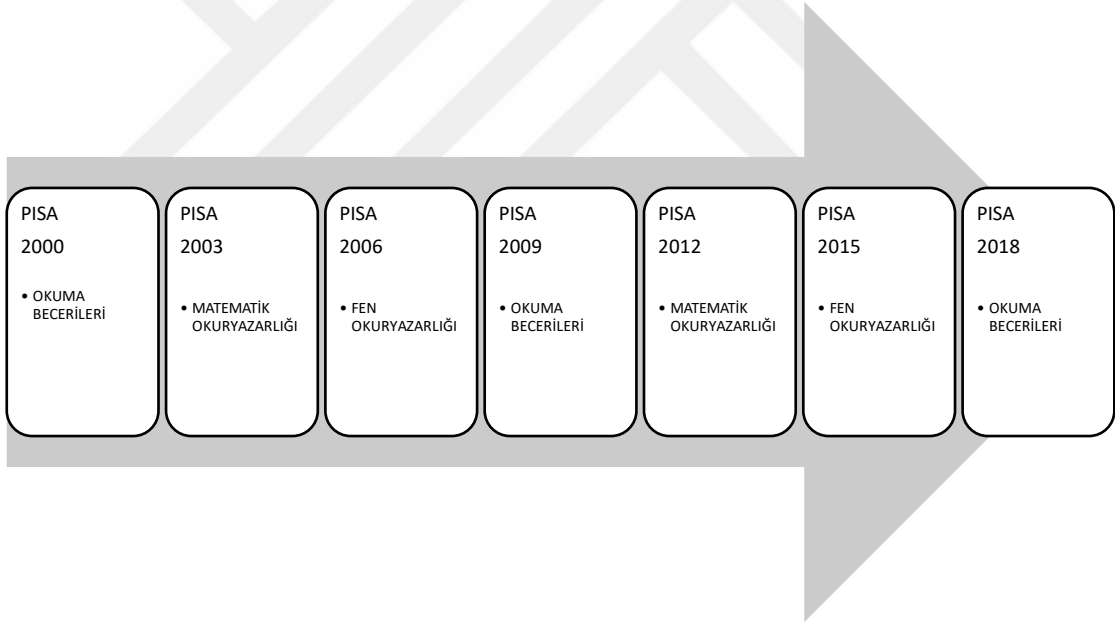 PISA
2000
• OKUMA
BECERİLERİ
PISA
2003
• MATEMATİK
OKURYAZARLIĞI
PISA
2006
• FEN
OKURYAZARLIĞI
PISA
2009
• OKUMA
BECERİLERİ
PISA
2012
• MATEMATİK
OKURYAZARLIĞI
PISA
2015
• FEN
OKURYAZARLIĞI
PISA
2018
• OKUMA
BECERİLERİ